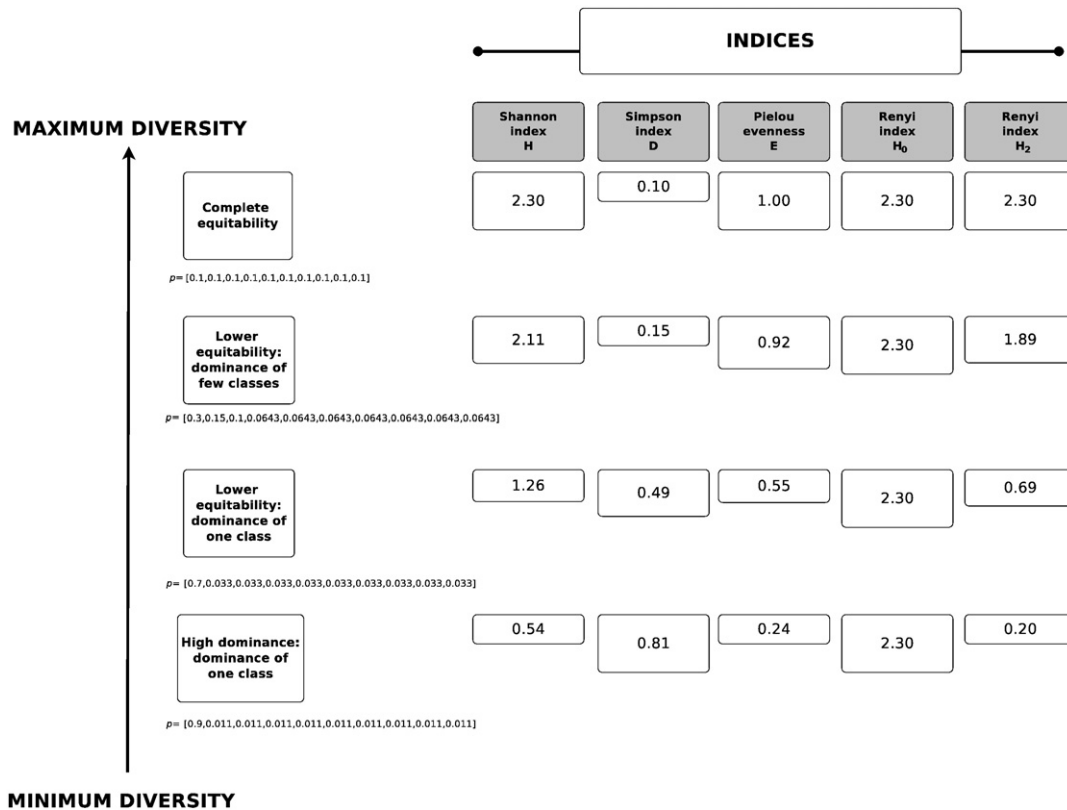 INDICES
MAXIMUM DIVERSITY
Shannon
index
H
Simpson
index
D
Pielou
evenness
E
Renyi
index
H₀
Renyi
index
H₂
Complete
equitability
2.30
0.10
1.00
2.30
2.30
p= [0.1,0.1,0.1,0.1,0.1,0.1,0.1,0.1,0.1,0.1]
Lower
equitability:
dominance of
few classes
2.11
0.15
0.92
2.30
1.89
p= [0.3,0.15,0.1,0.0643,0.0643,0.0643,0.0643,0.0643,0.0643,0.0643]
Lower
equitability:
dominance of
one class
1.26
0.49
0.55
2.30
0.69
p= [0.7,0.033,0.033,0.033,0.033,0.033,0.033,0.033,0.033,0.033]
High dominance:
dominance of
one class
0.54
0.81
0.24
2.30
0.20
p= [0.9,0.011,0.011,0.011,0.011,0.011,0.011,0.011,0.011,0.011]
MINIMUM DIVERSITY